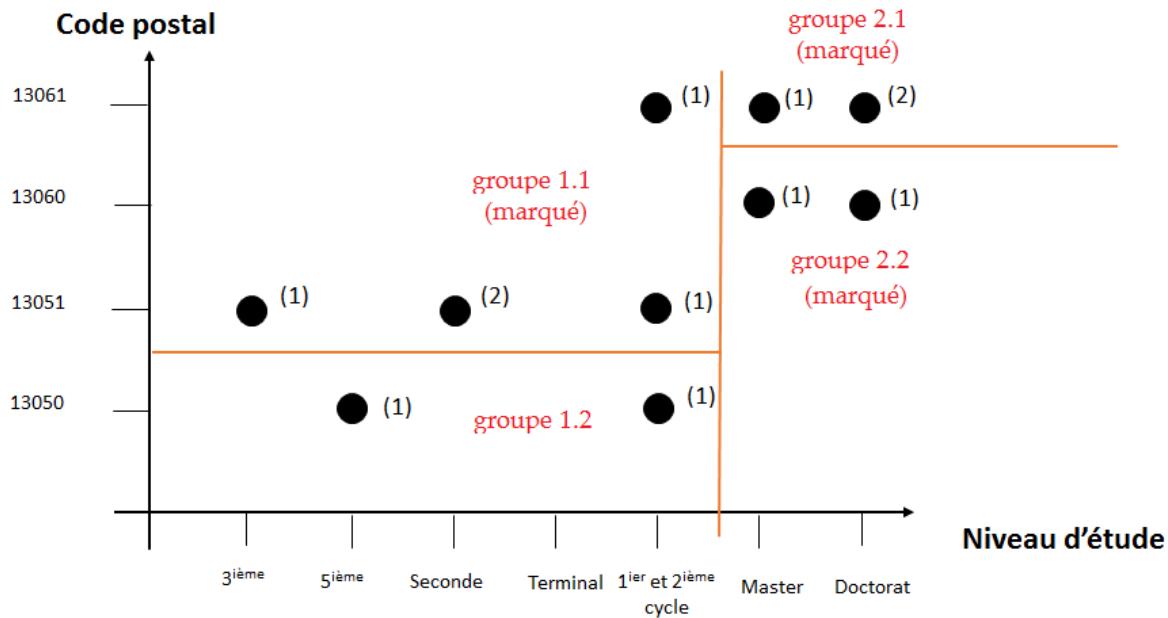 Code postal
groupe 2.1
(marqué)
13061
(1)
(1)
(2)
groupe 1.1
(marqué)
13060
(1)
(1)
groupe 2.2
(marqué)
13051
(1)
(2)
(1)
13050
(1)
groupe 1.2
(1)
Niveau d'étude
3ième
5ième
Seconde
Terminal
1ier et 2ième
cycle
Master
Doctorat